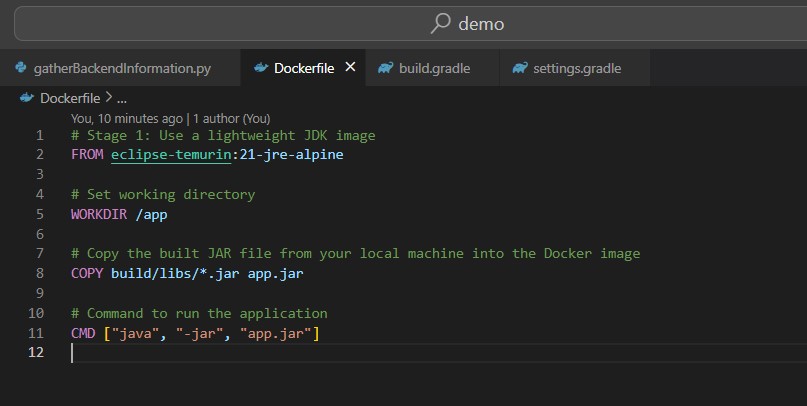 demo
gatherBackendInformation.py
Dockerfile
build.gradle
settings.gradle
Dockerfile > ...
You, 10 minutes ago | 1 author (You)
1 # Stage 1: Use a lightweight JDK image
2 FROM eclipse-temurin:21-jre-alpine
3
4 # Set working directory
5 WORKDIR /app
6
7 # Copy the built JAR file from your local machine into the Docker image
8 COPY build/libs/*.jar app.jar
9
10 # Command to run the application
11 CMD ["java", "-jar", "app.jar"]
12